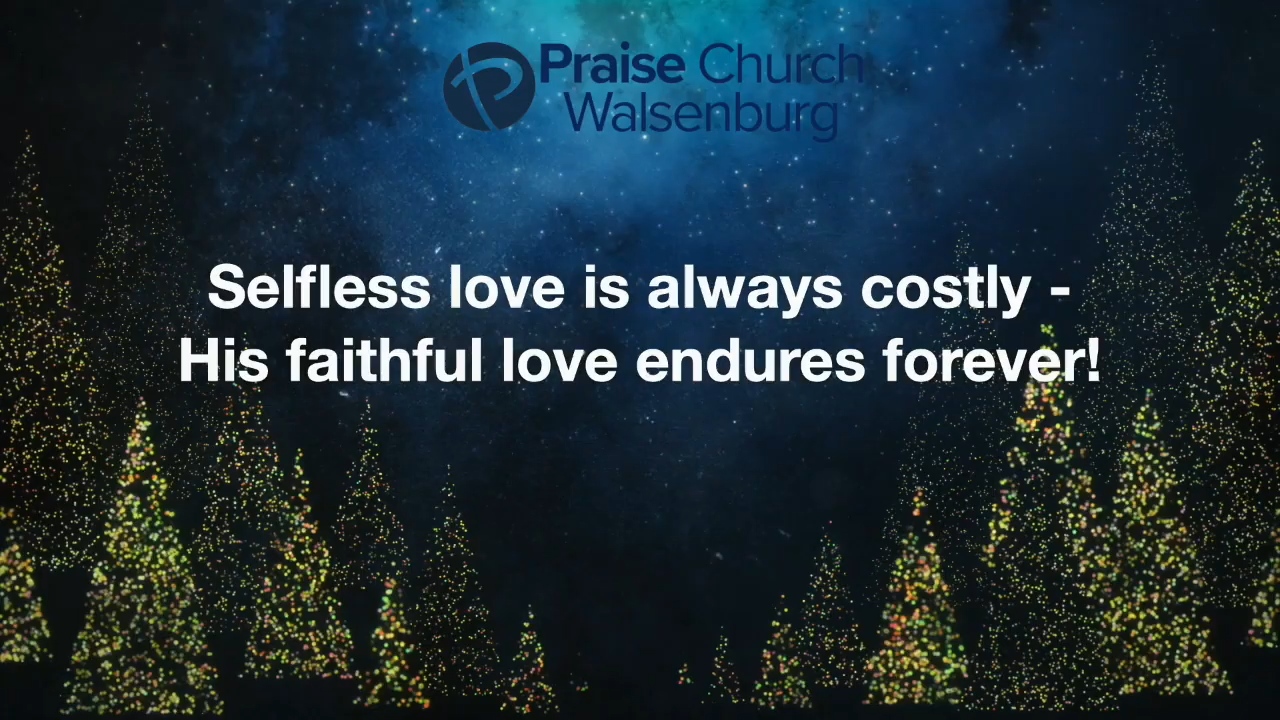 Praise Church
Walsenburg
Selfless love is always costly -
His faithful love endures forever!